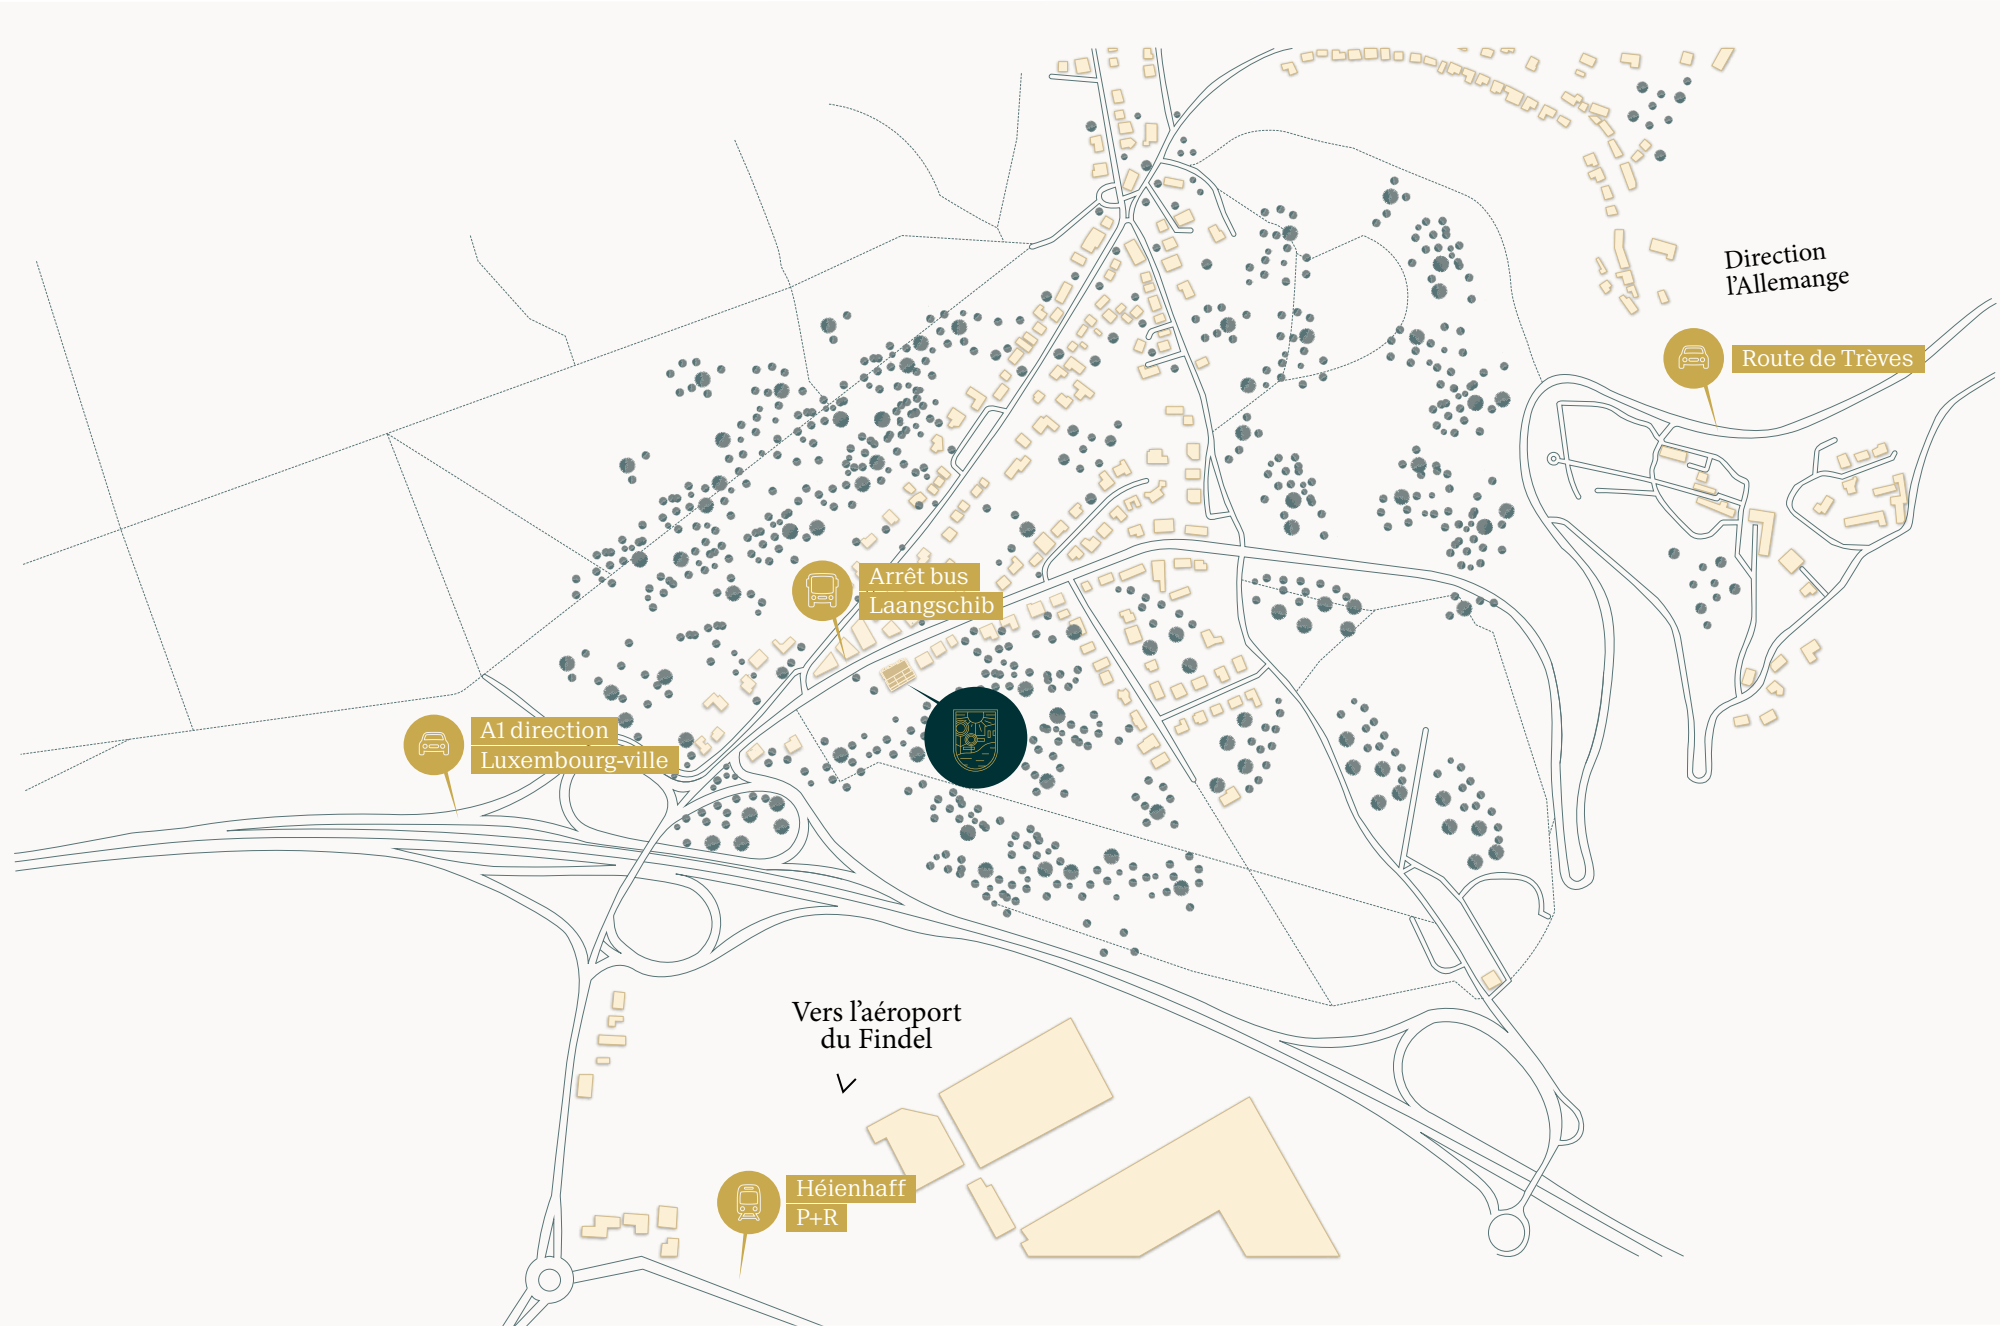 Direction
l'Allemange
Route de Trèves
Arrêt bus
Laangschib
A1 direction
Luxembourg-ville
Vers l'aéroport
du Findel
Héienhaff
P+R